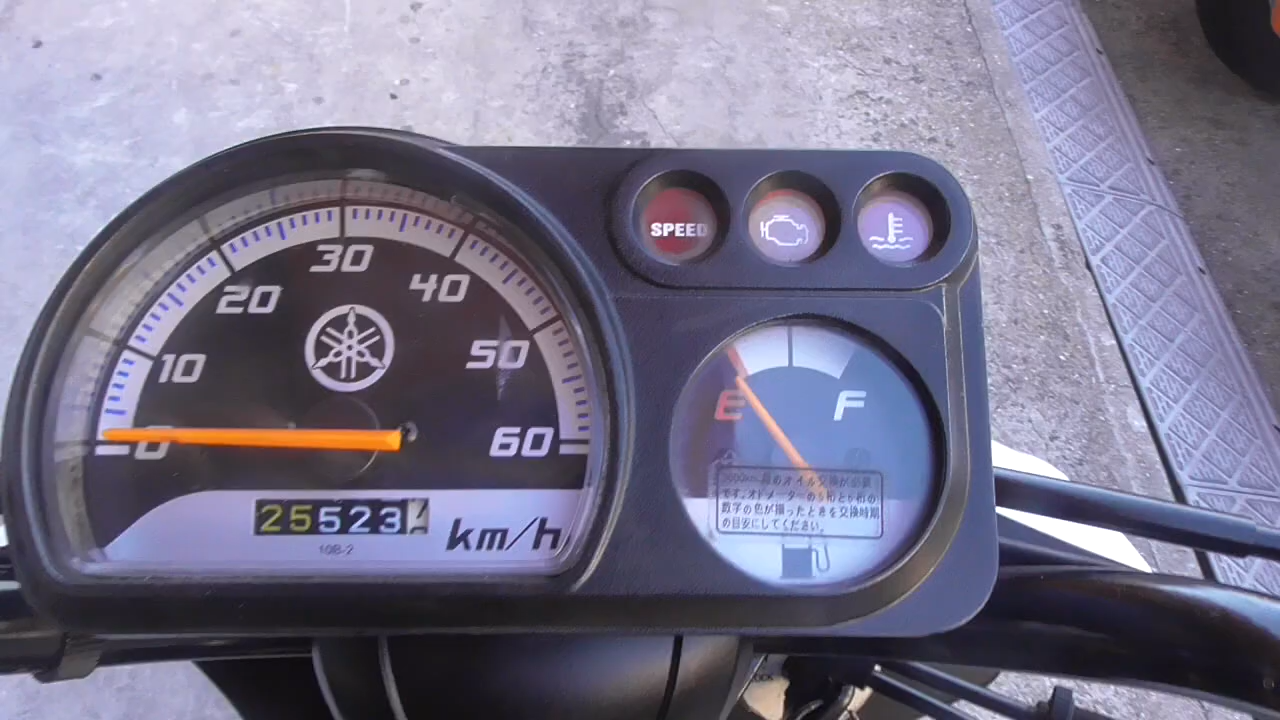 SPEED
0
10
20
30
40
50
60
E
F
3000km毎のオイル交換が必要
です。オドメーターの5桁と6桁の
数字の色が揃ったときを交換時期
の目安にしてください。
25523
km/h
10B-2